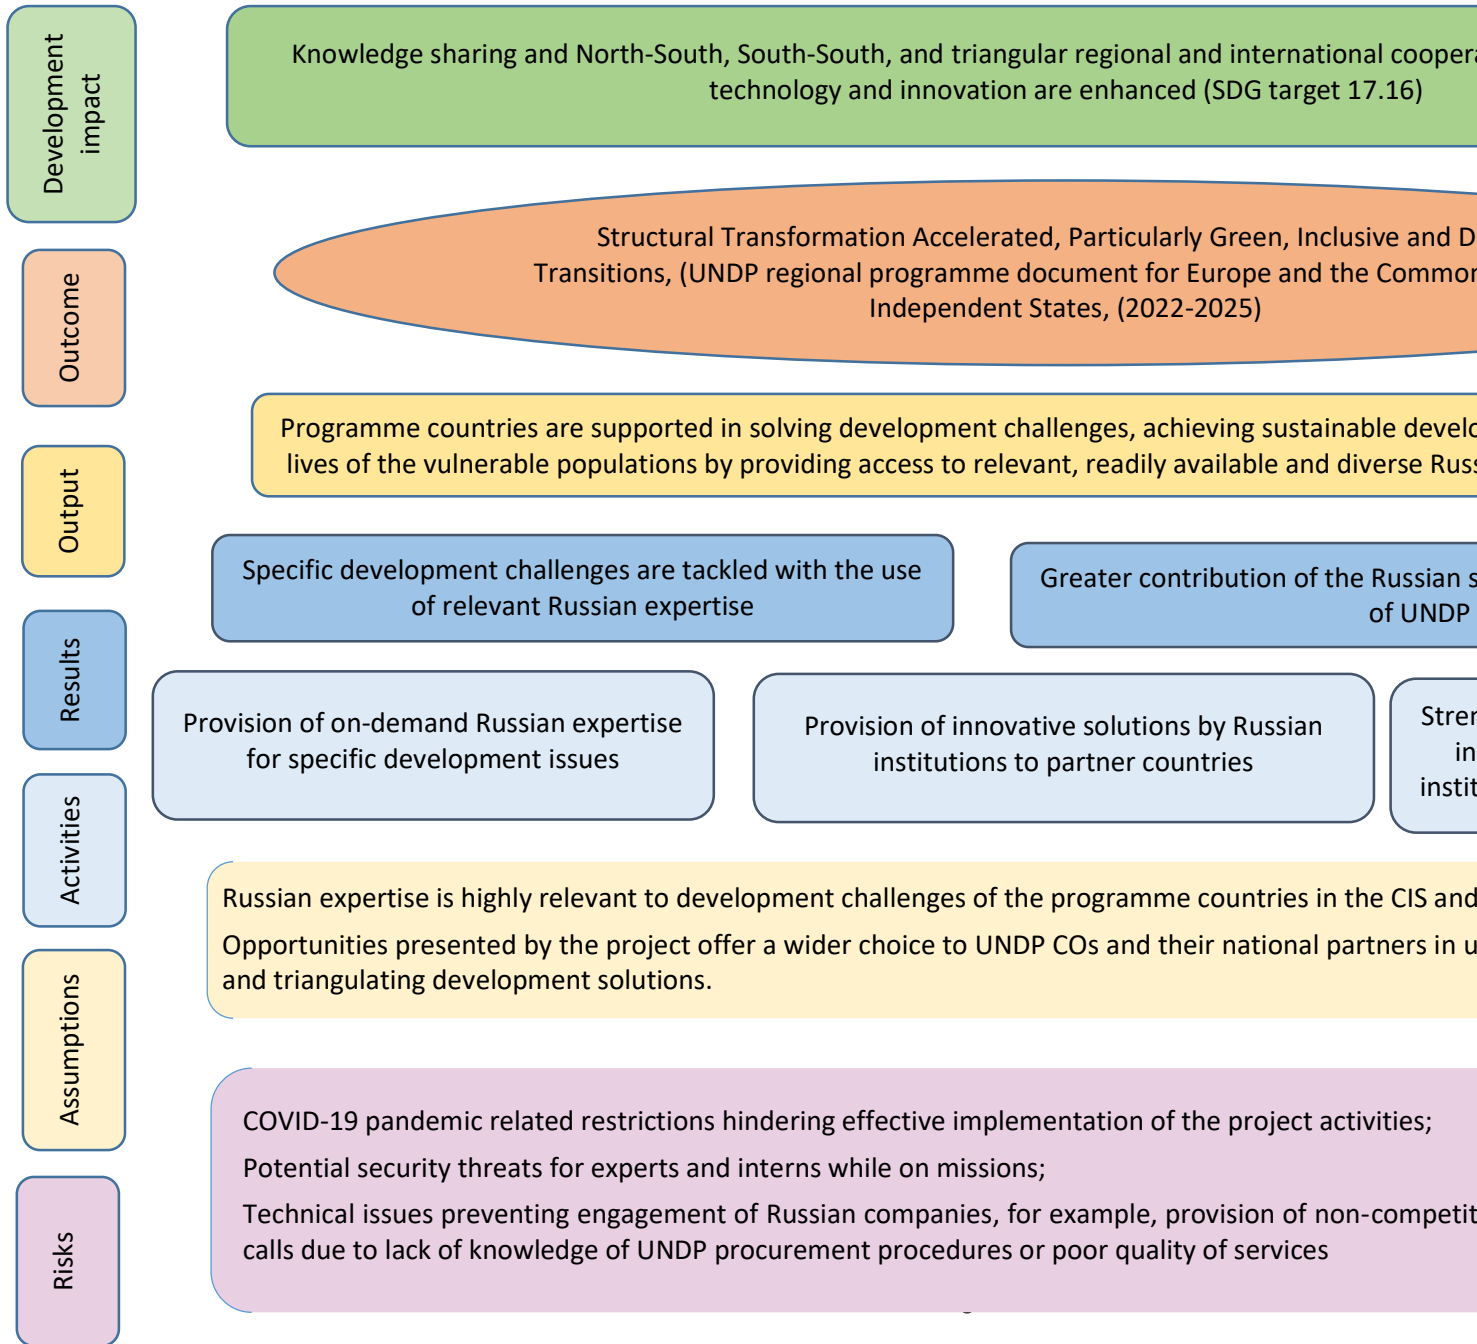 Development
impact
Knowledge sharing and North-South, South-South, and triangular regional and international
technology and innovation are enhanced (SDG target 17.16)
Outcome
Structural Transformation Accelerated, Particularly Green, Inclusive and
Transitions, (UNDP regional programme document for Europe and the
Independent States, (2022-2025)
Output
Programme countries are supported in solving development challenges, achieving sustainable
lives of the vulnerable populations by providing access to relevant, readily available and diverse
Results
Specific development challenges are tackled with the use
of relevant Russian expertise
Greater contribution of the Russian
of UNDP
Activities
Provision of on-demand Russian expertise
for specific development issues
Provision of innovative solutions by Russian
institutions to partner countries
Assumptions
Russian expertise is highly relevant to development challenges of the programme countries in the CIS and
Opportunities presented by the project offer a wider choice to UNDP COs and their national partners in
and triangulating development solutions.
Risks
COVID-19 pandemic related restrictions hindering effective implementation of the project activities;
Potential security threats for experts and interns while on missions;
Technical issues preventing engagement of Russian companies, for example, provision of
calls due to lack of knowledge of UNDP procurement procedures or poor quality of services